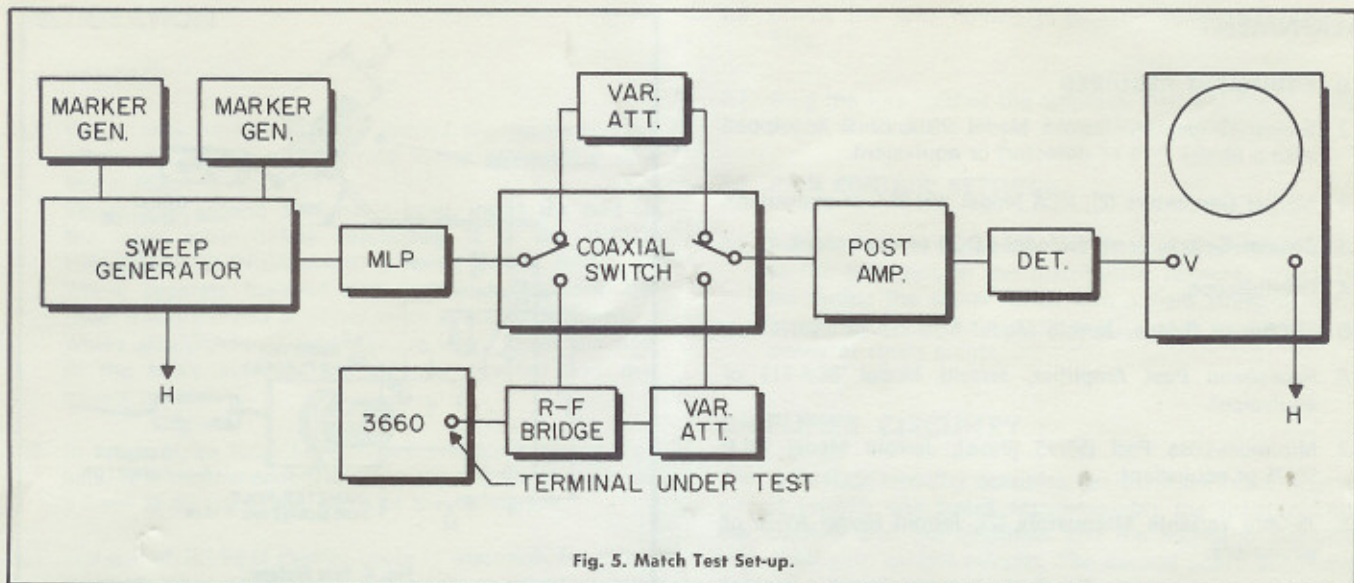 MARKER
GEN.
MARKER
GEN.
VAR.
ATT.
SWEEP
GENERATOR
MLP
COAXIAL
SWITCH
POST
AMP.
DET.
V
H
3660
R-F
BRIDGE
VAR.
ATT.
H
TERMINAL UNDER TEST
Fig. 5. Match Test Set-up.